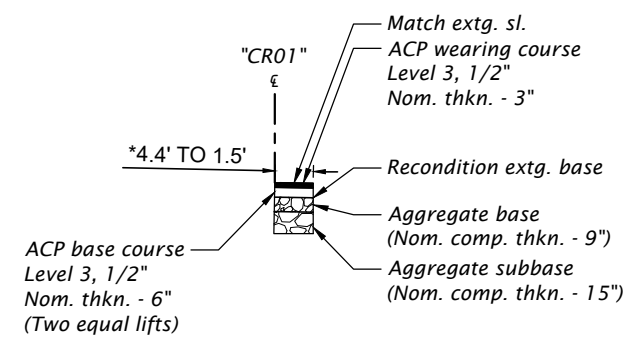 Match extg. sl.
"CR01"
℄
ACP wearing course
Level 3, 1/2"
Nom. thkn. - 3"
*4.4' TO 1.5'
Recondition extg. base
Aggregate base
(Nom. comp. thkn. - 9")
Aggregate subbase
(Nom. comp. thkn. - 15")
ACP base course
Level 3, 1/2"
Nom. thkn. - 6"
(Two equal lifts)